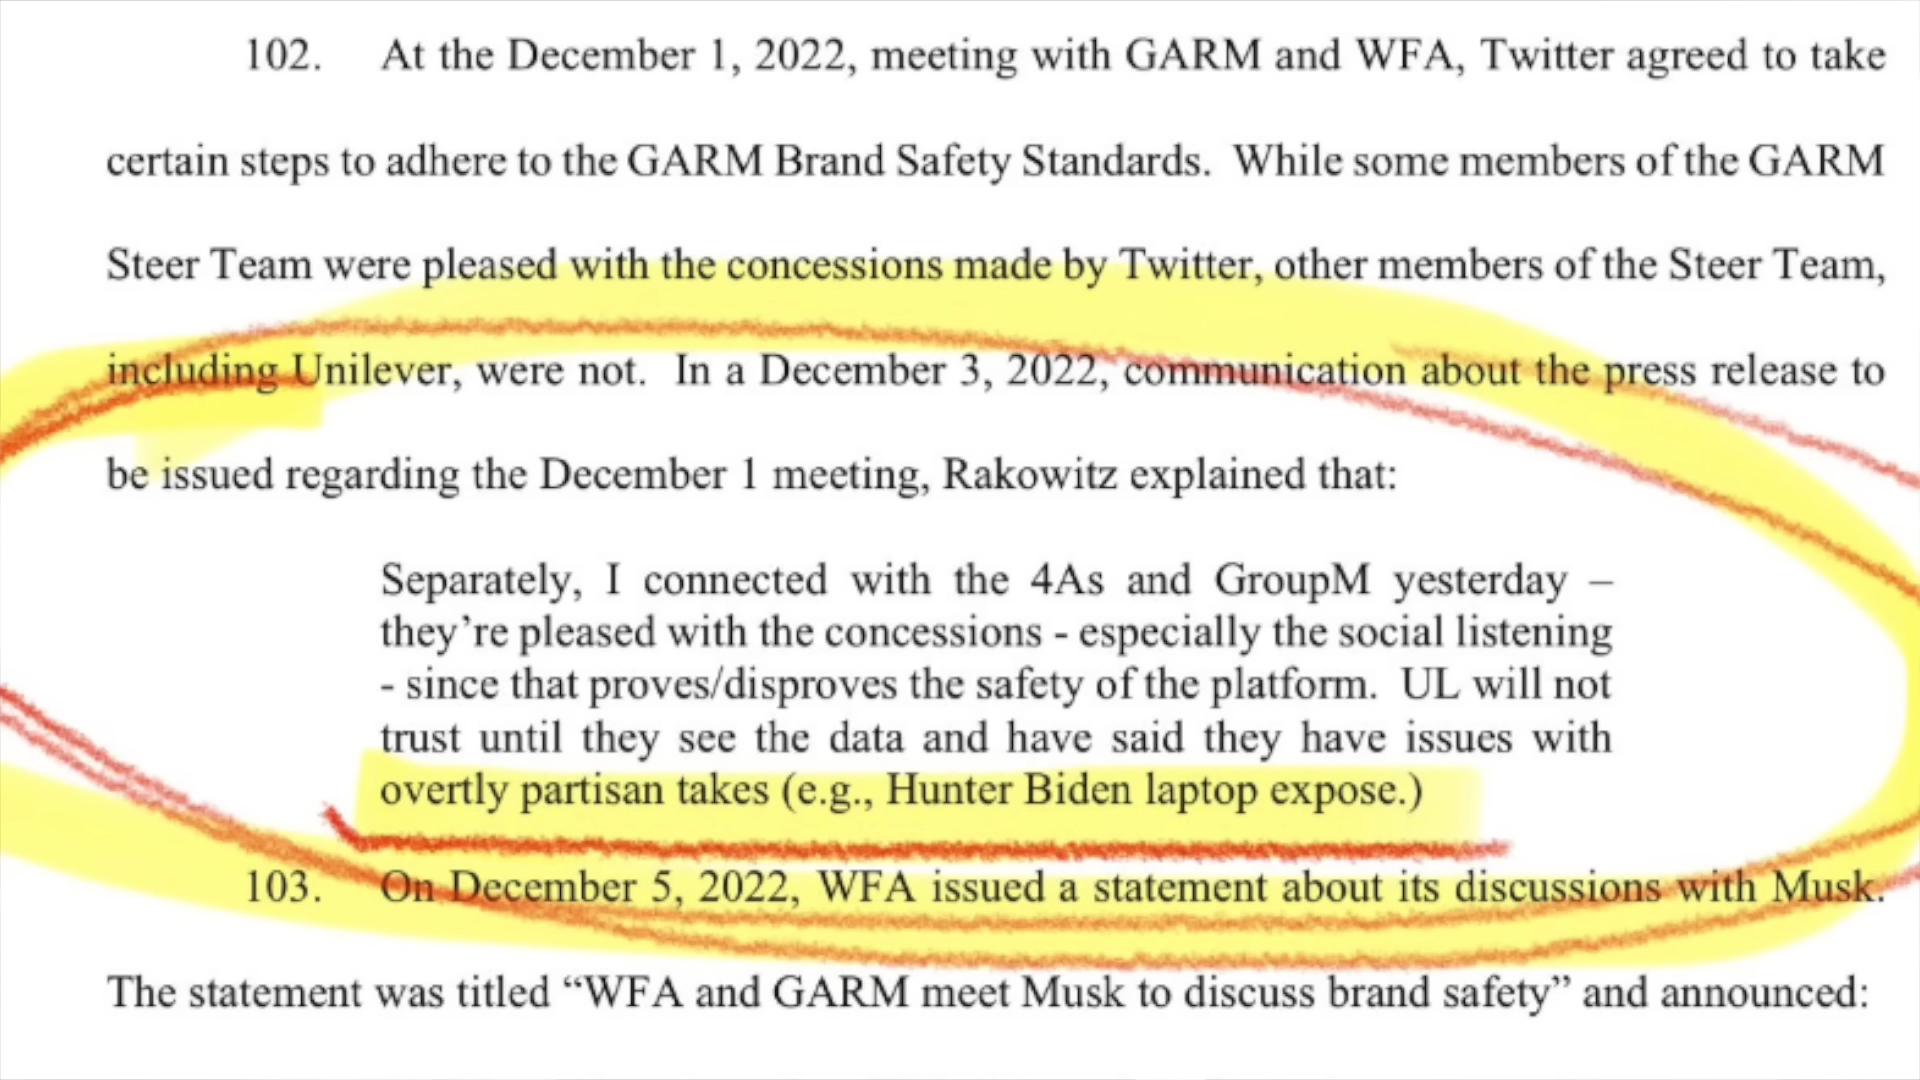 102. At the December 1, 2022, meeting with GARM and WFA, Twitter agreed to take
certain steps to adhere to the GARM Brand Safety Standards. While some members of the GARM
Steer Team were pleased with the concessions made by Twitter, other members of the Steer Team,
including Unilever, were not. In a December 3, 2022, communication about the press release to
be issued regarding the December 1 meeting, Rakowitz explained that:
Separately, I connected with the 4As and GroupM yesterday –
they’re pleased with the concessions - especially the social listening
- since that proves/disproves the safety of the platform. UL will not
trust until they see the data and have said they have issues with
overtly partisan takes (e.g., Hunter Biden laptop expose.)
103. On December 5, 2022, WFA issued a statement about its discussions with Musk.
The statement was titled “WFA and GARM meet Musk to discuss brand safety” and announced: